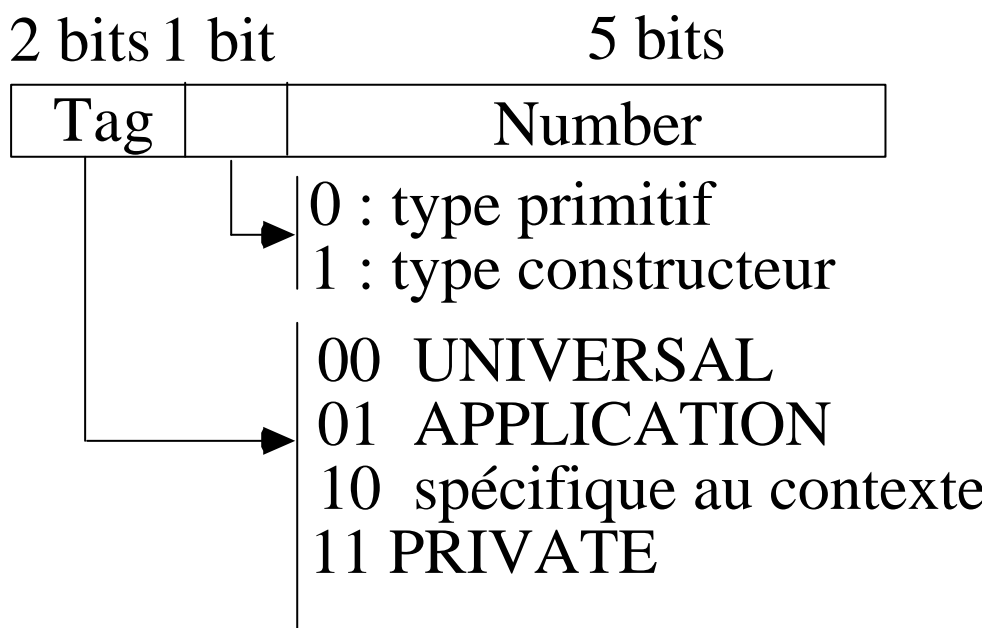 2 bits 1 bit 5 bits
Tag Number
0 : type primitif
1 : type constructeur
00 UNIVERSAL
01 APPLICATION
10 spécifique au contexte
11 PRIVATE